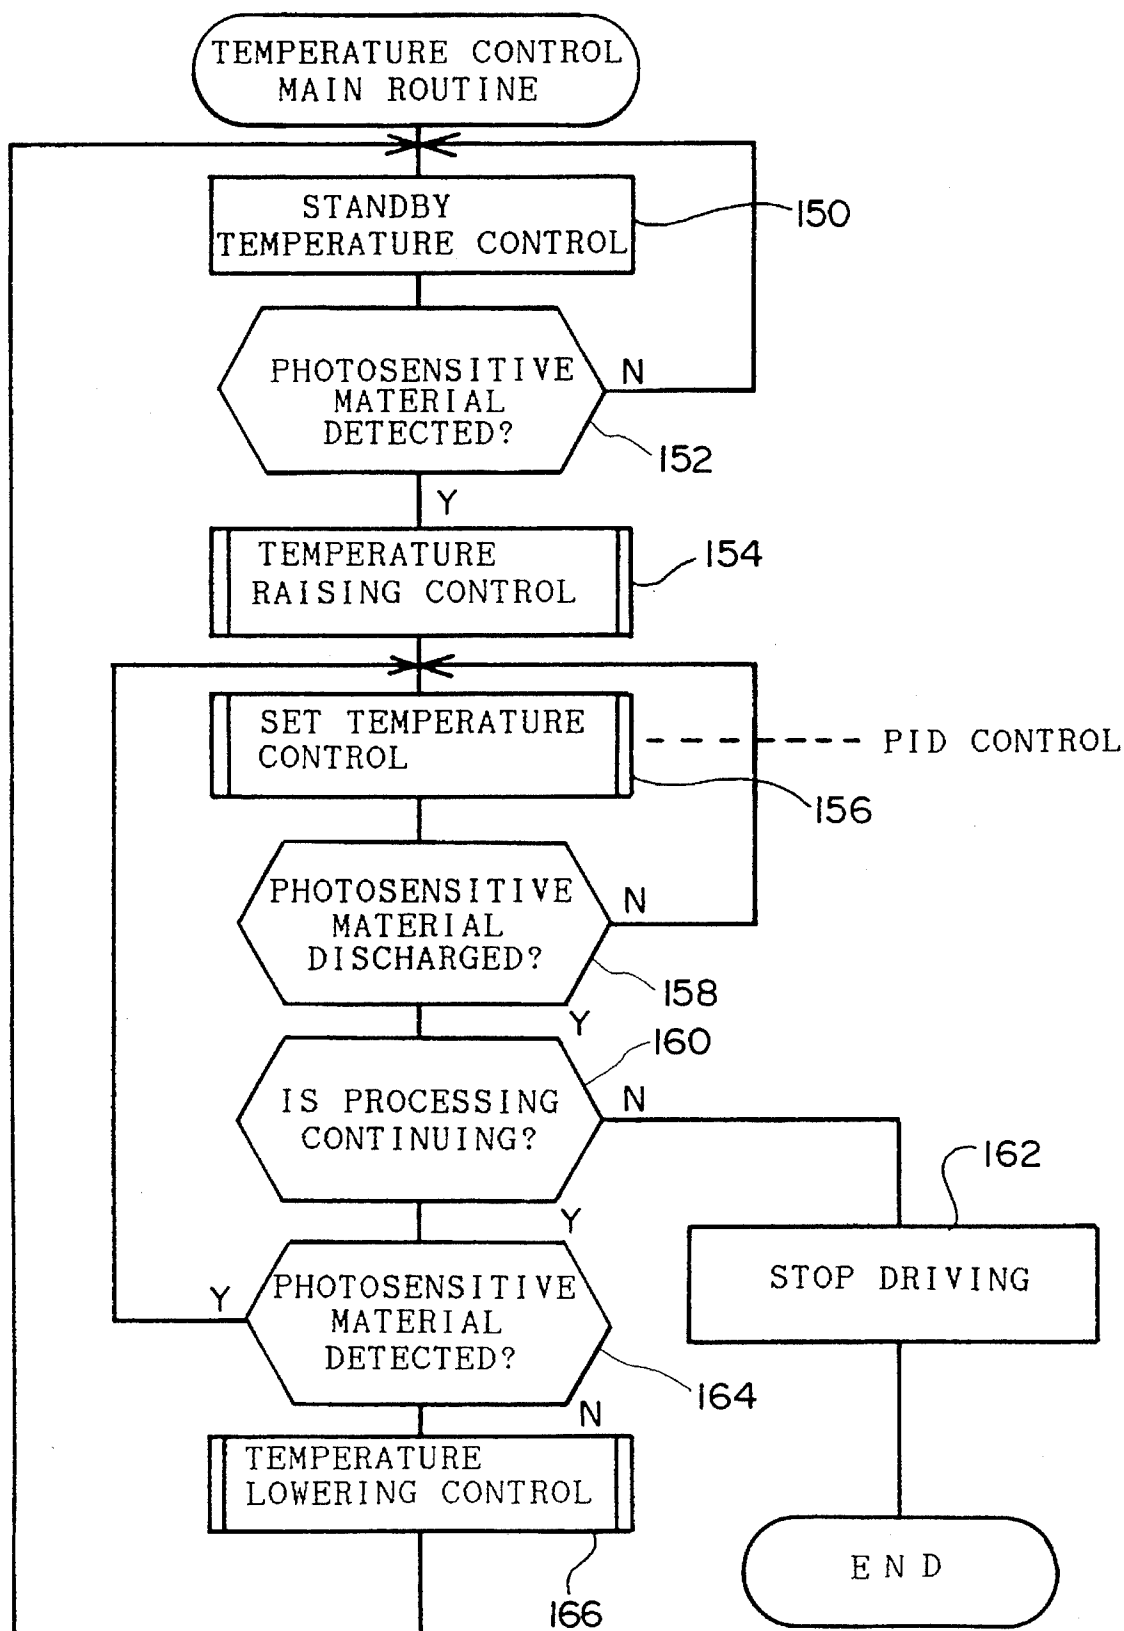 TEMPERATURE CONTROL
MAIN ROUTINE
STANDBY
TEMPERATURE CONTROL
150
PHOTOSENSITIVE
MATERIAL
DETECTED?
N
152
Y
TEMPERATURE
RAISING CONTROL
154
SET TEMPERATURE
CONTROL
PID CONTROL
156
PHOTOSENSITIVE
MATERIAL
DISCHARGED?
N
158
Y
160
IS PROCESSING
CONTINUING?
N
162
Y
STOP DRIVING
PHOTOSENSITIVE
MATERIAL
DETECTED?
Y
164
N
TEMPERATURE
LOWERING CONTROL
166
END